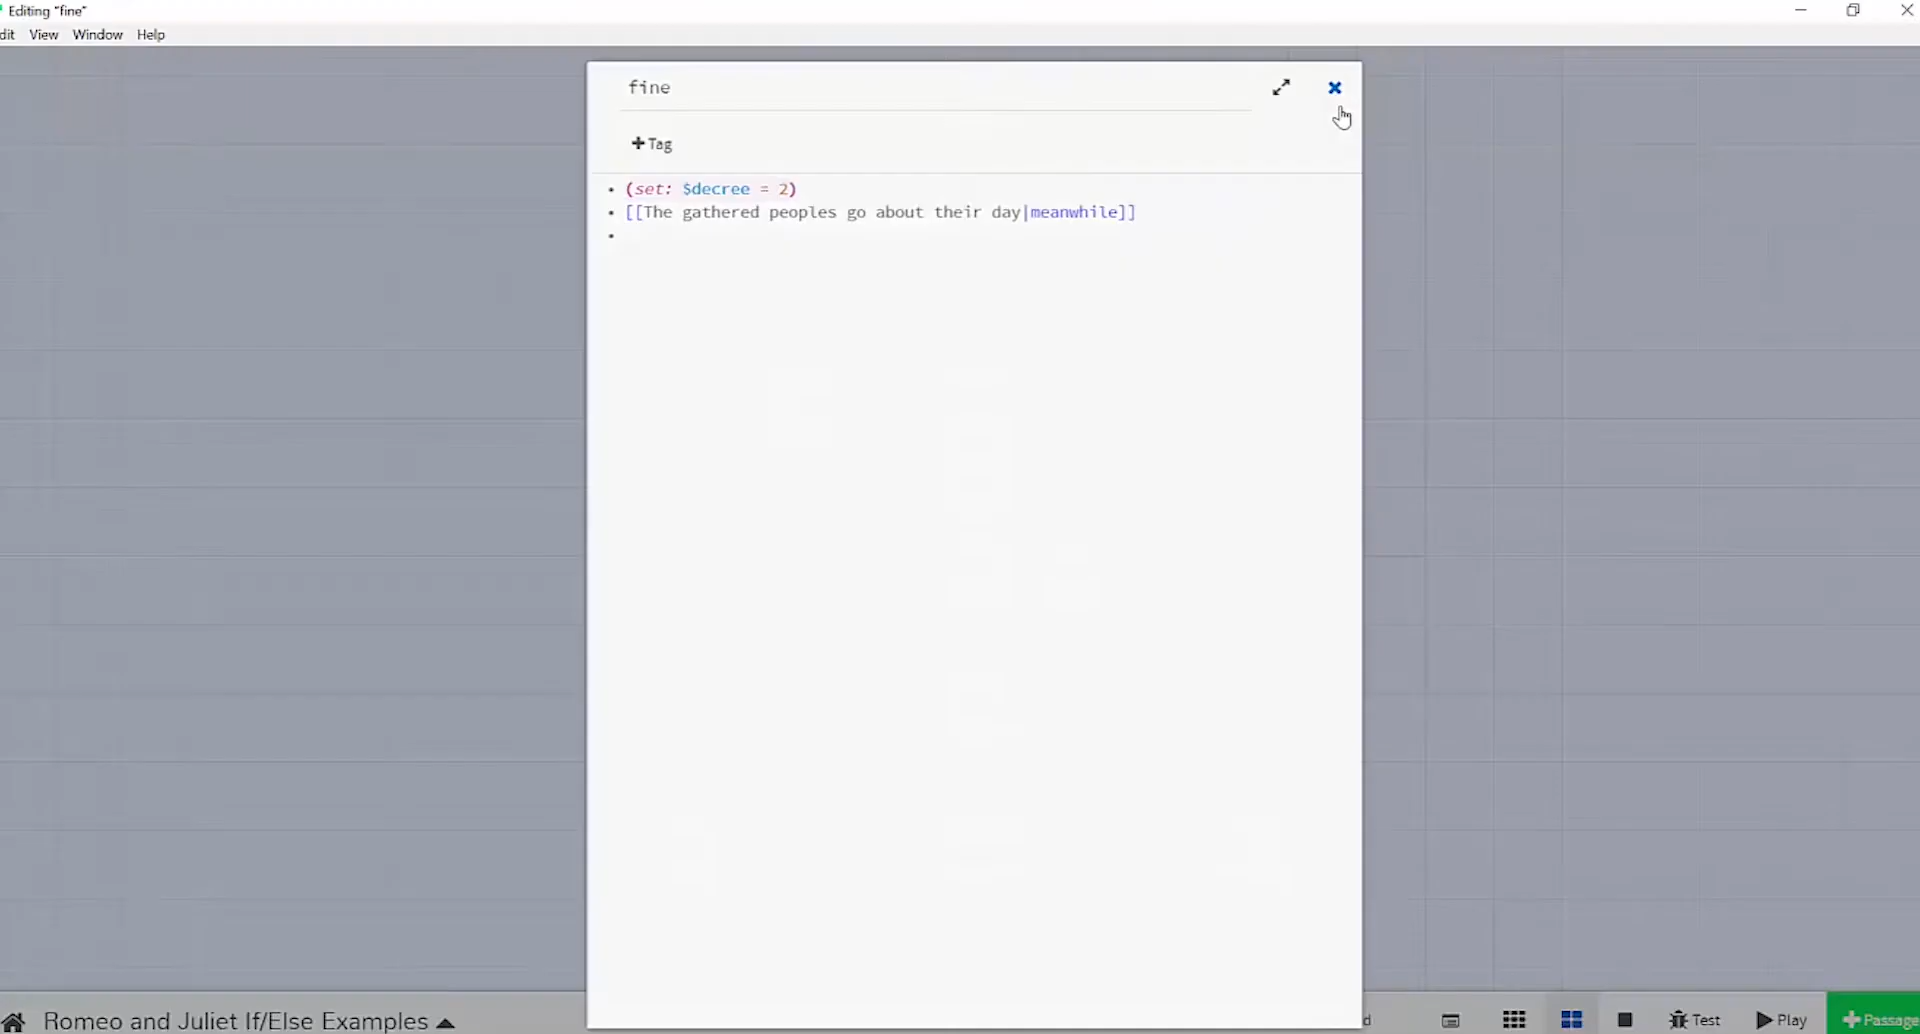 Editing "fine"
dit View Window Help
fine
+Tag
(set: $decree = 2)
[[The gathered peoples go about their day|meanwhile]]
Romeo and Juliet If/Else Examples
d
Test
Play
Passage